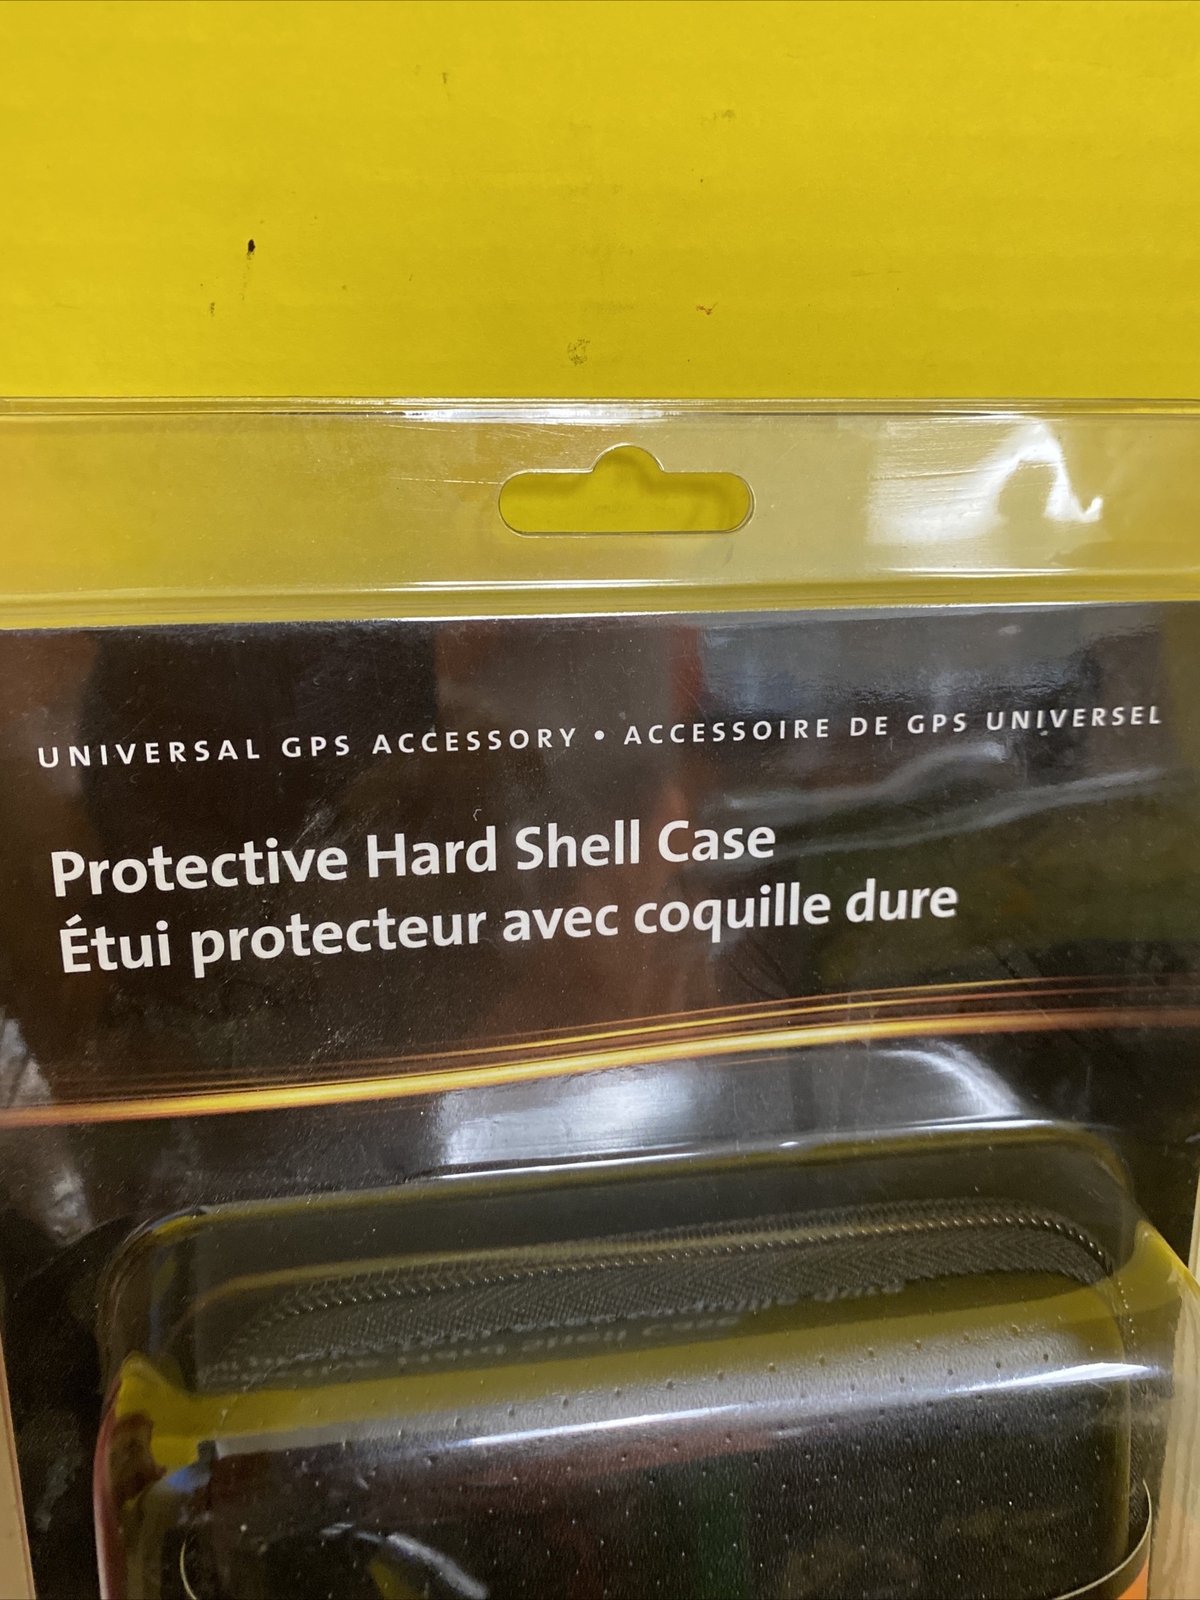 UNIVERSAL GPS ACCESSORY • ACCESSOIRE DE GPS UNIVERSEL
Protective Hard Shell Case
Étui protecteur avec coquille dure